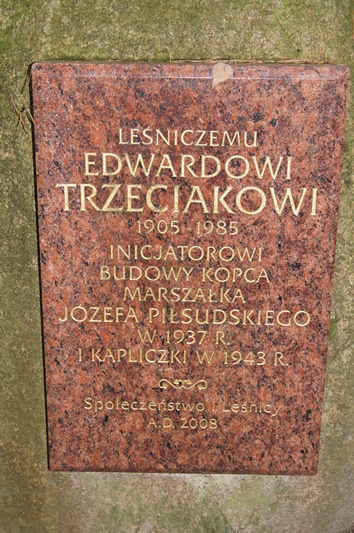 LEŚNICZEMU
EDWARDOWI
TRZECIAKOWI
1905-1985
INICJATOROWI
BUDOWY KOPCA
MARSZAŁKA
JÓZEFA PIŁSUDSKIEGO
W 1937 R.
I KAPLICZKI W 1943 R.
Społeczeństwo i Leśnicy
A.D. 2008